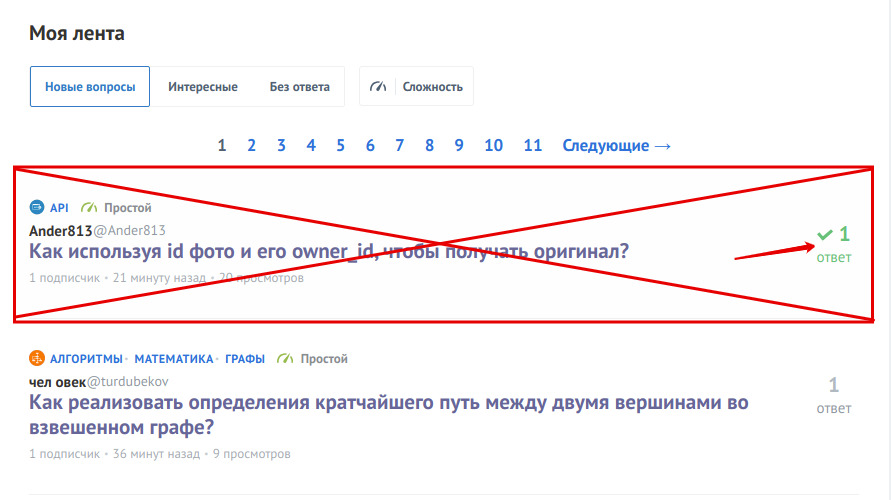 Моя лента
Новые вопросы Интересные Без ответа Сложность
1 2 3 4 5 6 7 8 9 10 11 Следующие →
API Простой
Ander813@Ander813
Как используя id фото и его owner_id, чтобы получать оригинал?
1 подписчик • 21 минуту назад • 20 просмотров
1
ответ
АЛГОРИТМЫ • МАТЕМАТИКА • ГРАФЫ Простой
чел овек@turdubekov
Как реализовать определения кратчайшего путь между двумя вершинами во
взвешенном графе?
1 подписчик • 36 минут назад • 9 просмотров
1
ответ